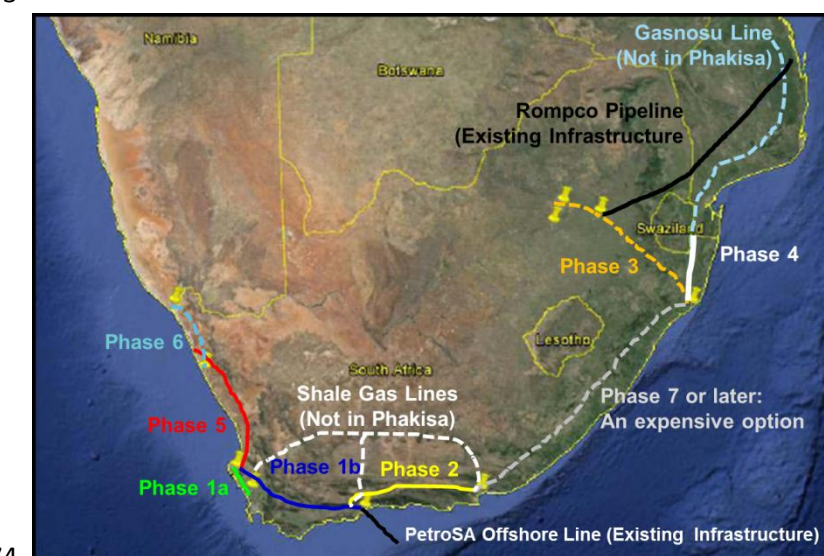 Namibia
Botswana
Gasnosu Line
(Not in Phakisa)
Rompco Pipeline
(Existing Infrastructure
Swaziland
Phase 4
Phase 3
Lesotho
Phase 6
South Africa
Shale Gas Lines
(Not in Phakisa)
Phase 7 or later:
An expensive option
Phase 5
Phase 1b
Phase 2
Phase 1a
PetroSA Offshore Line (Existing Infrastructure)